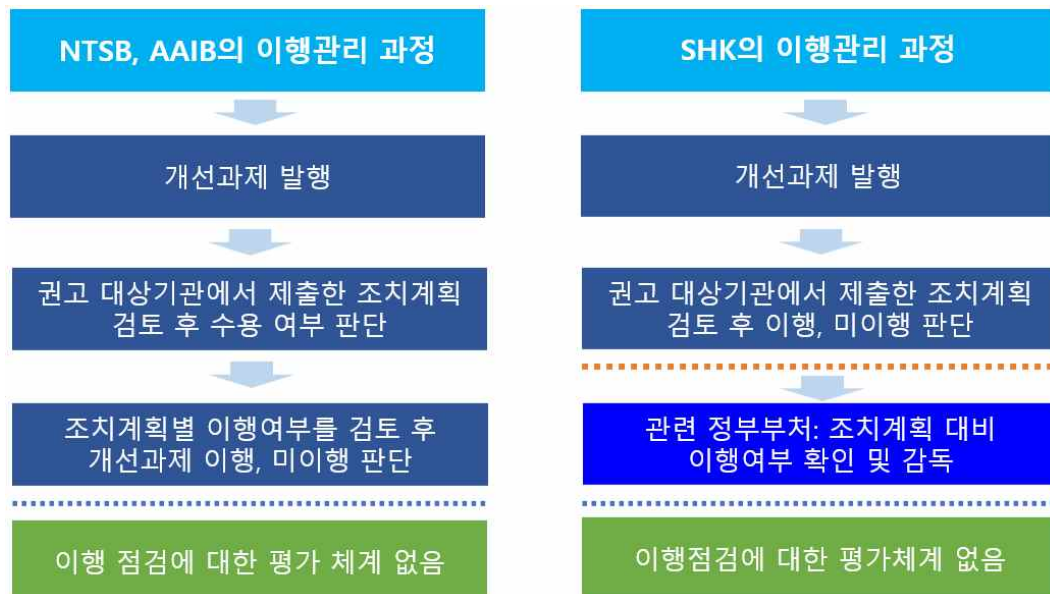 NTSB, AAIB의 이행관리 과정
개선과제 발행
권고 대상기관에서 제출한 조치계획
검토 후 수용 여부 판단
조치계획별 이행여부를 검토 후
개선과제 이행, 미이행 판단
이행 점검에 대한 평가 체계 없음
SHK의 이행관리 과정
개선과제 발행
권고 대상기관에서 제출한 조치계획
검토 후 이행, 미이행 판단
관련 정부부처: 조치계획 대비
이행여부 확인 및 감독
이행점검에 대한 평가체계 없음